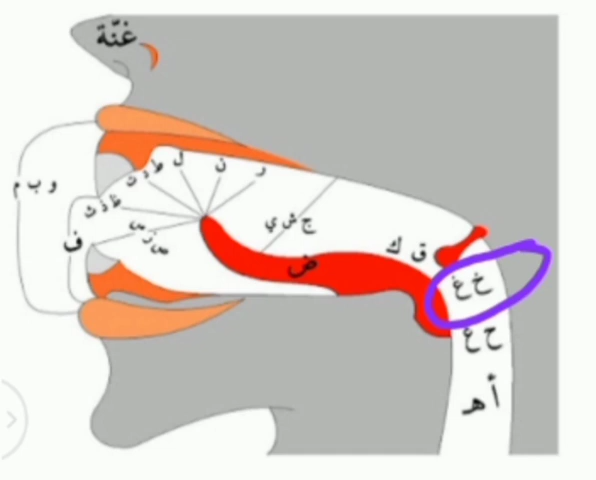 غنّة
و ب م
ف
ظ ذ ث
ط د ت
ل
ن
ر
ص ز س
ج ش ي
ض
ق ك
خ غ
ح ع
أ هـ